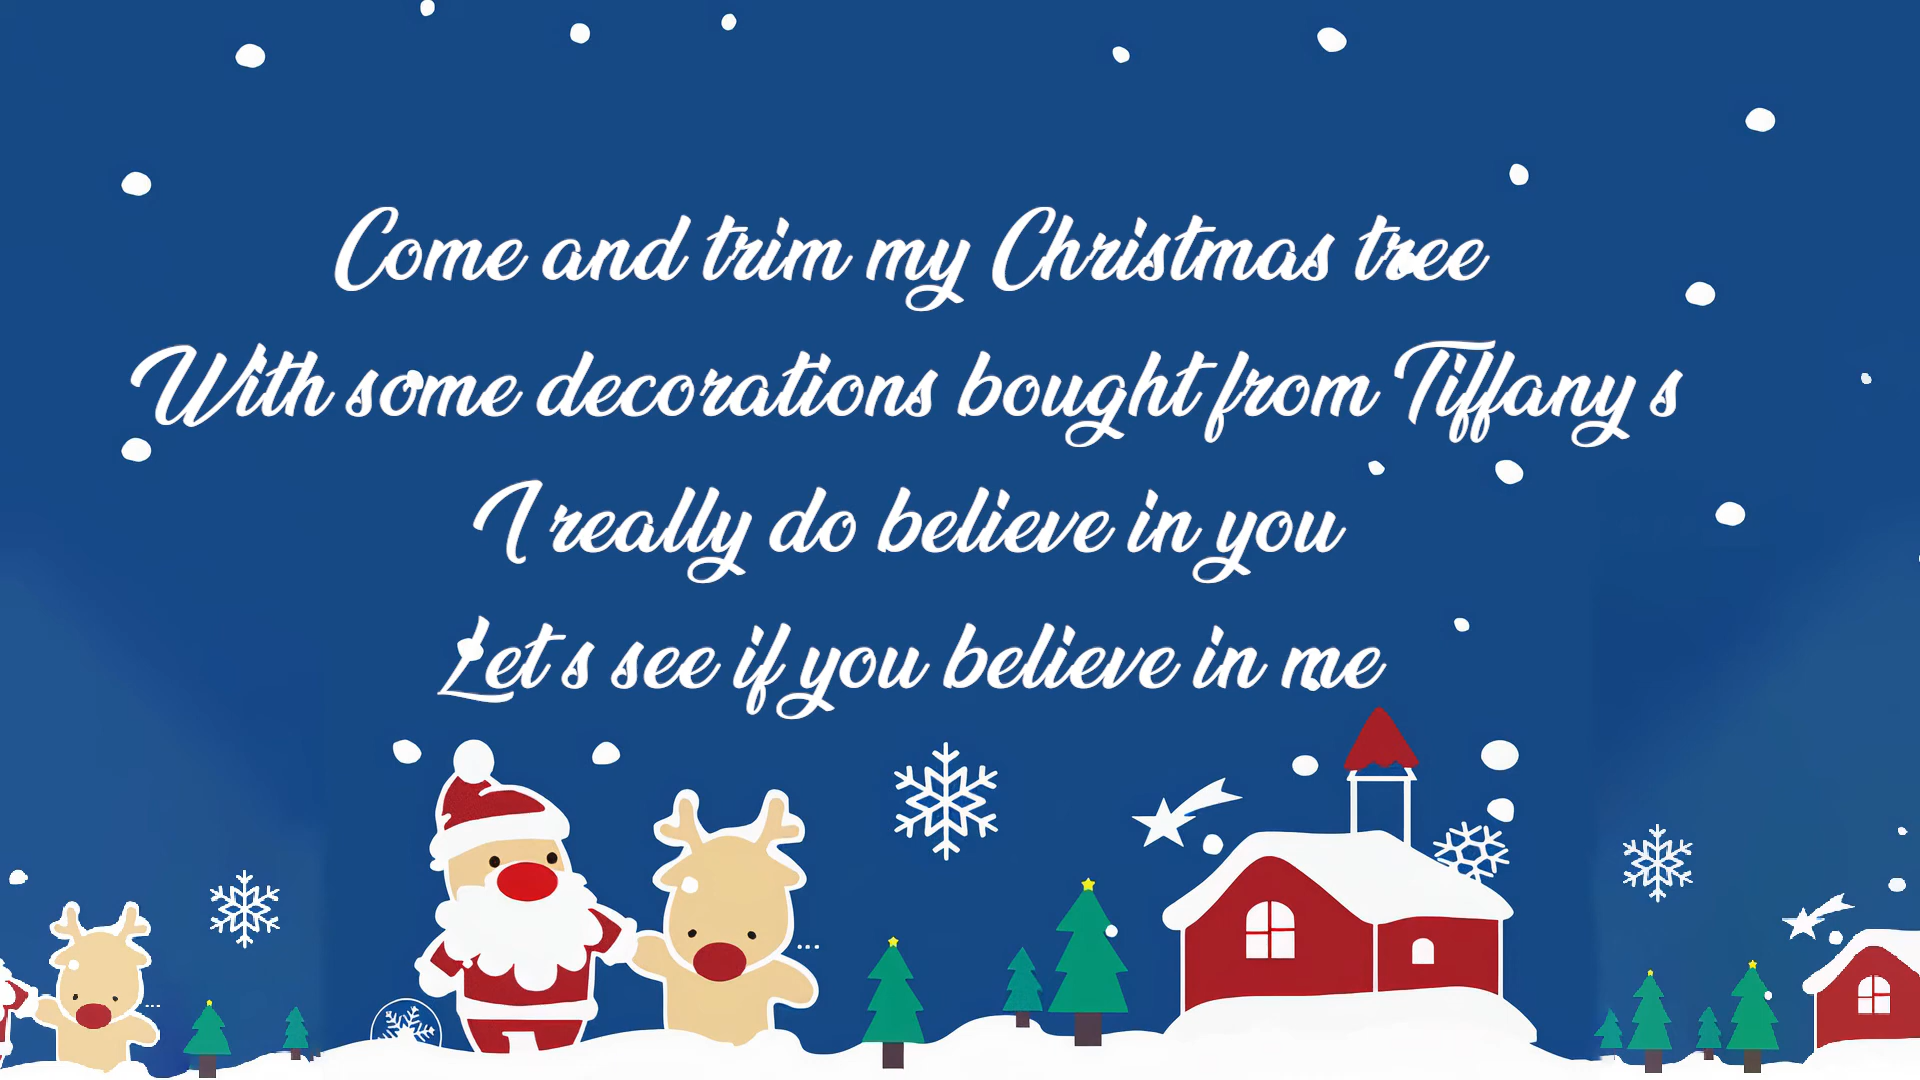 Come and trim my Christmas tree
With some decorations bought from Tiffany s
I really do believe in you
Let s see if you believe in me